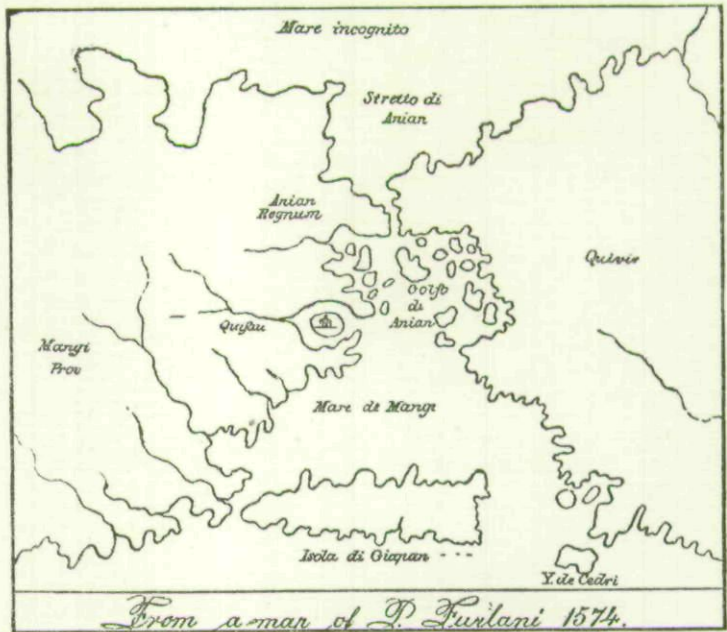 Mare incognito
Stretto di
Anian
Anian
Regnum
Quivir
Golfo
di
Anian
Quisau
Mangi
Prov
Mare di Mangi
Isola di Giapan
Y. de Cedri
From a map of P. Furlani 1574.